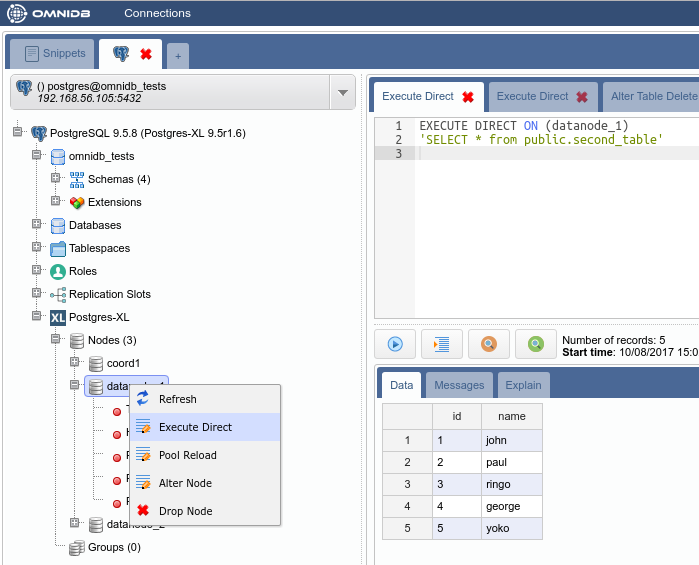 OMNIDB Connections
Snippets
+
() postgres@omnidb_tests
192.168.56.105:5432
PostgreSQL 9.5.8 (Postgres-XL 9.5r1.6)
omnidb_tests
Schemas (4)
Extensions
Databases
Tablespaces
Roles
Replication Slots
XL Postgres-XL
Nodes (3)
coord1
Refresh
Execute Direct
Pool Reload
Alter Node
Drop Node
Groups (0)
Execute Direct Execute Direct Alter Table Delete
1 EXECUTE DIRECT ON (datanode_1)
2 'SELECT * from public.second_table'
3
Number of records: 5
Start time: 10/08/2017 15:0
Data Messages Explain
id name
1 1 john
2 2 paul
3 3 ringo
4 4 george
5 5 yoko